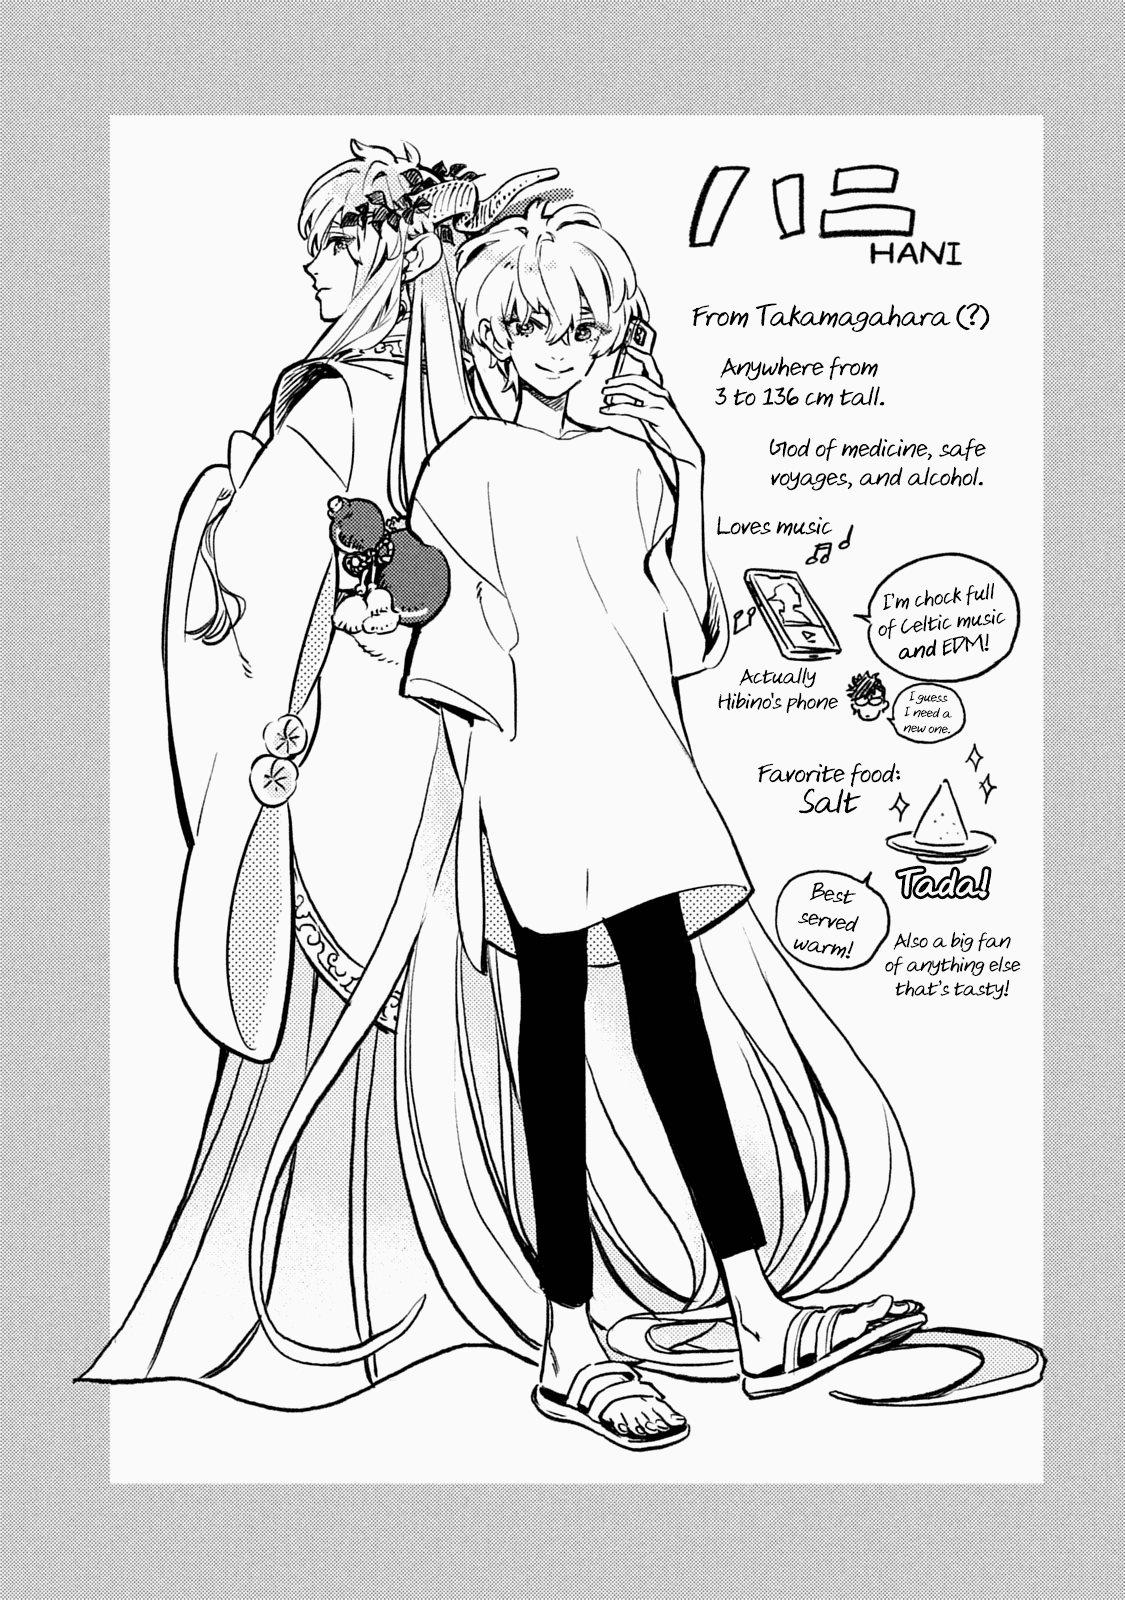 ハニ
HANI
From Takamagahara (?)
Anywhere from
3 to 136 cm tall.
God of medicine, safe
voyages, and alcohol.
Loves music
I'm chock full
of Celtic music
and EDM!
Actually
Hibino's phone
I guess
I need a
new one.
Favorite food:
Salt
Tada!
Best
served
warm!
Also a big fan
of anything else
that's tasty!